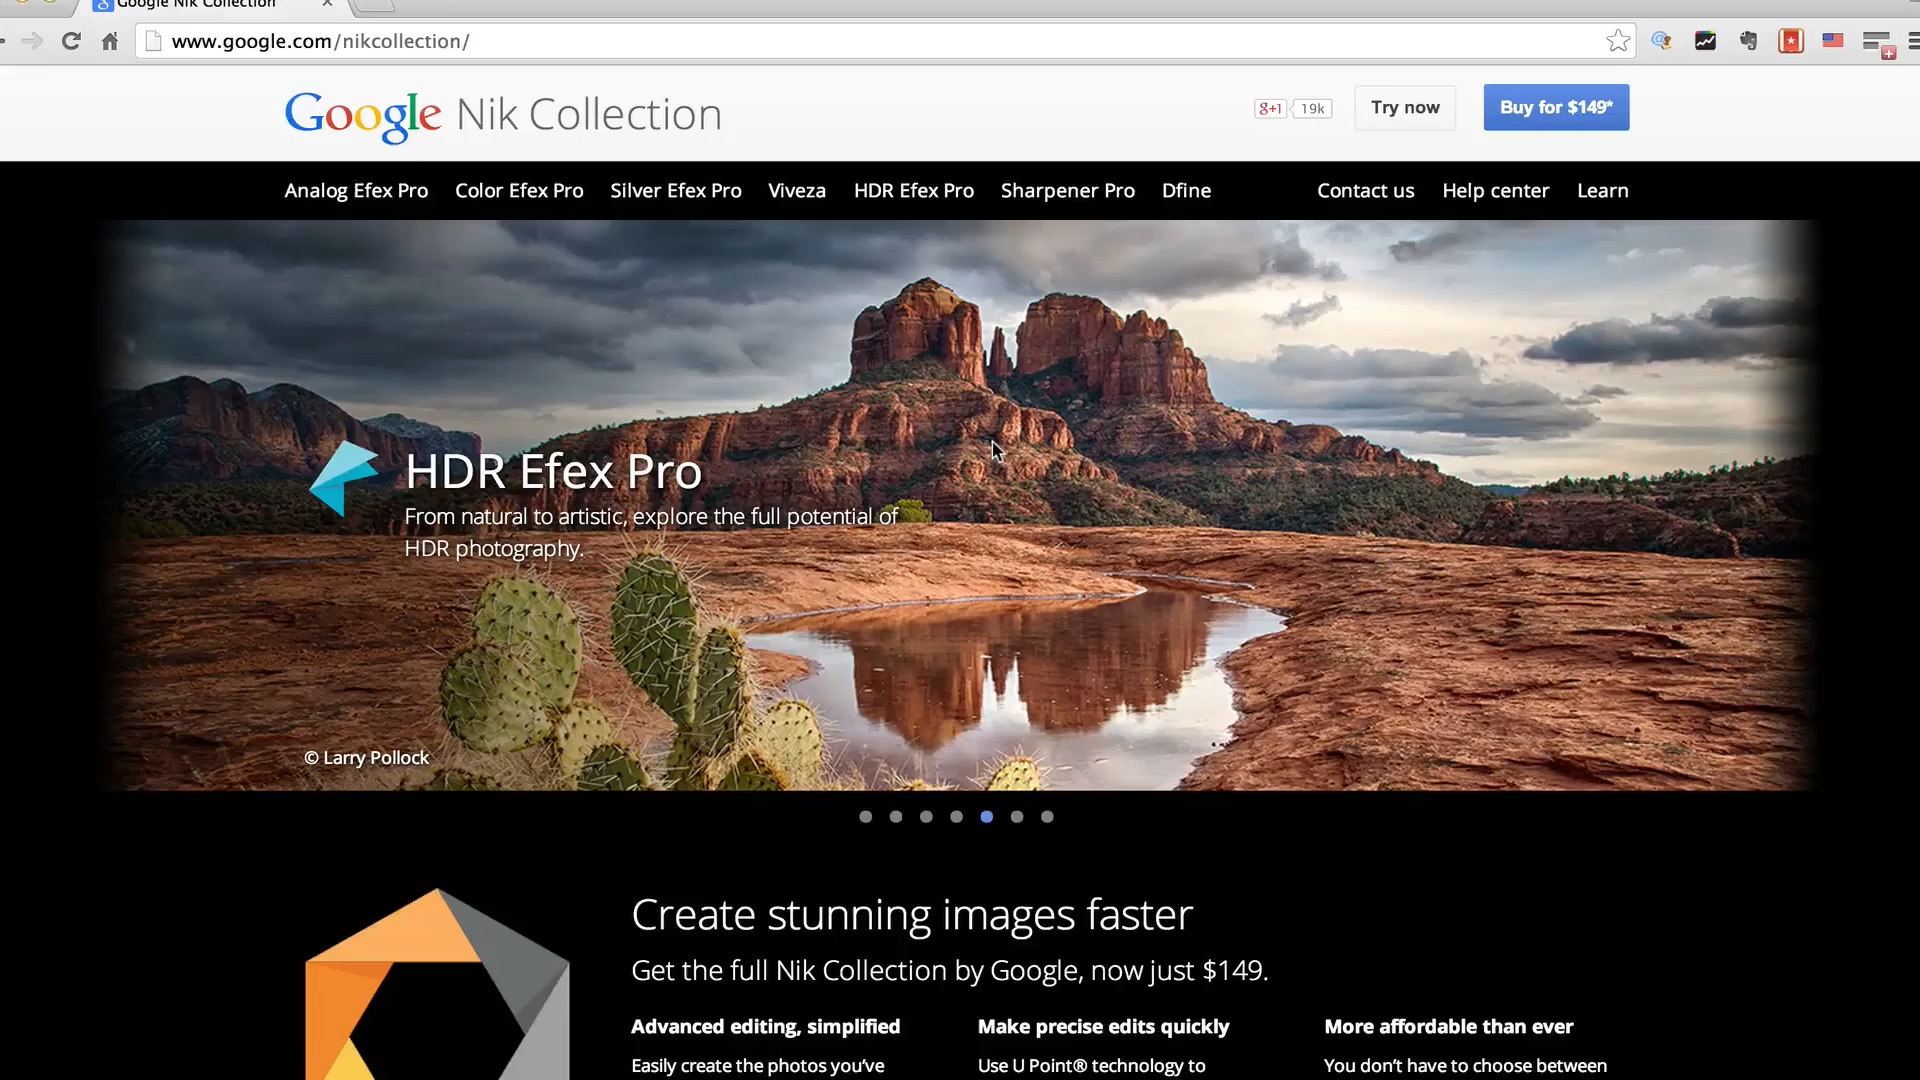 Google Nik Collection
www.google.com/nikcollection/
Google Nik Collection
g+1 19k
Try now
Buy for $149*
Analog Efex Pro Color Efex Pro Silver Efex Pro Viveza HDR Efex Pro Sharpener Pro Dfine Contact us Help center Learn
HDR Efex Pro
From natural to artistic, explore the full potential of
HDR photography.
© Larry Pollock
Create stunning images faster
Get the full Nik Collection by Google, now just $149.
Advanced editing, simplified
Easily create the photos you’ve
Make precise edits quickly
Use U Point® technology to
More affordable than ever
You don’t have to choose between